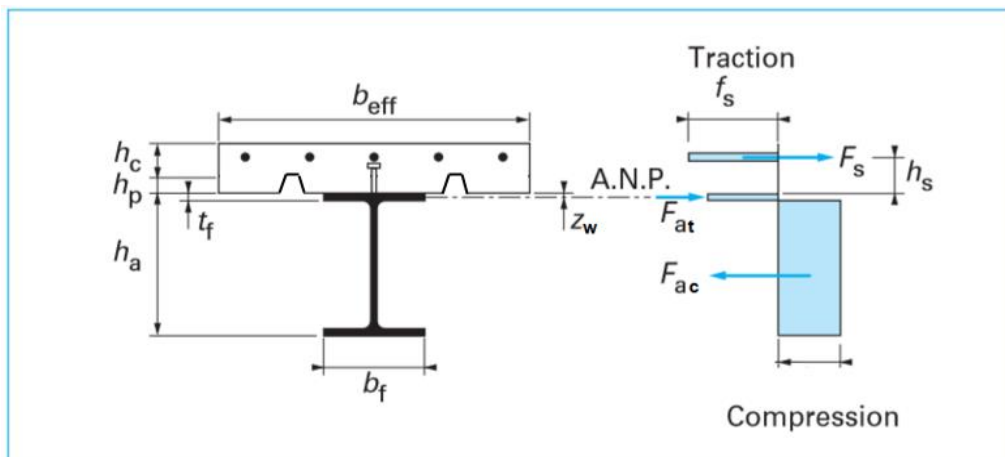 Traction
f_s
b_eff
h_c
F_s
h_s
h_p
A.N.P.
t_f
z_w
F_at
h_a
F_ac
b_f
Compression